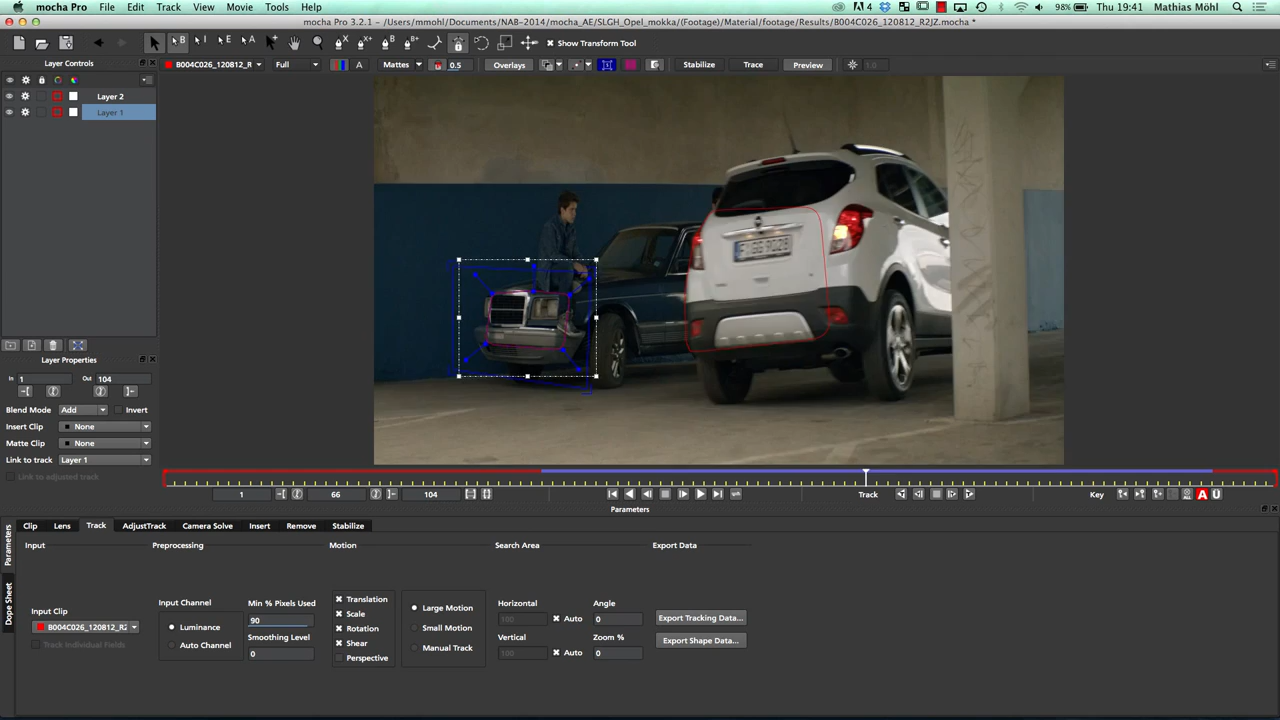 mocha Pro File Edit Track View Movie Tools Help 4 98% Thu 19:41 Mathias Möhl
mocha Pro 3.2.1 - /Users/mmohl/Documents/NAB-2014/mocha_AE/SLGH_Opel_mokka/(Footage)/Material/footage/Results/B004C026_120812_R2JZ.mocha *
B I E A X X B B+ Show Transform Tool
Layer Controls B004C026_120812_R Full A Mattes 0.5 Overlays Stabilize Trace Preview 1.0
Layer 2
Layer 1
Layer Properties
In 1 Out 104
Blend Mode Add Invert
Insert Clip None
Matte Clip None
Link to track Layer 1
Link to adjusted track
1 66 104 Track Key A Ü
Parameters
Clip Lens Track AdjustTrack Camera Solve Insert Remove Stabilize
Parameters
Dope Sheet
Input Preprocessing Motion Search Area Export Data
Input Clip
B004C026_120812_R2
Track Individual Fields
Input Channel
Luminance
Auto Channel
Min % Pixels Used
90
Smoothing Level
0
Translation
Scale
Rotation
Shear
Perspective
Large Motion
Small Motion
Manual Track
Horizontal
100 Auto
Vertical
100 Auto
Angle
0
Zoom %
0
Export Tracking Data...
Export Shape Data...